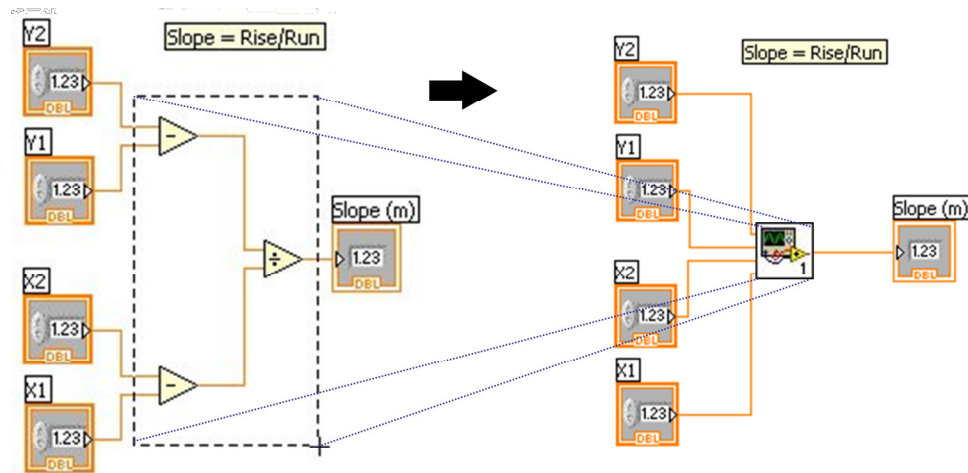 Y2
Slope = Rise/Run
1.23
DBL
Y1
1.23
DBL
Slope (m)
1.23
DBL
X2
1.23
DBL
X1
1.23
DBL
Y2
Slope = Rise/Run
1.23
DBL
Y1
1.23
DBL
Slope (m)
1.23
DBL
1
X2
1.23
DBL
X1
1.23
DBL